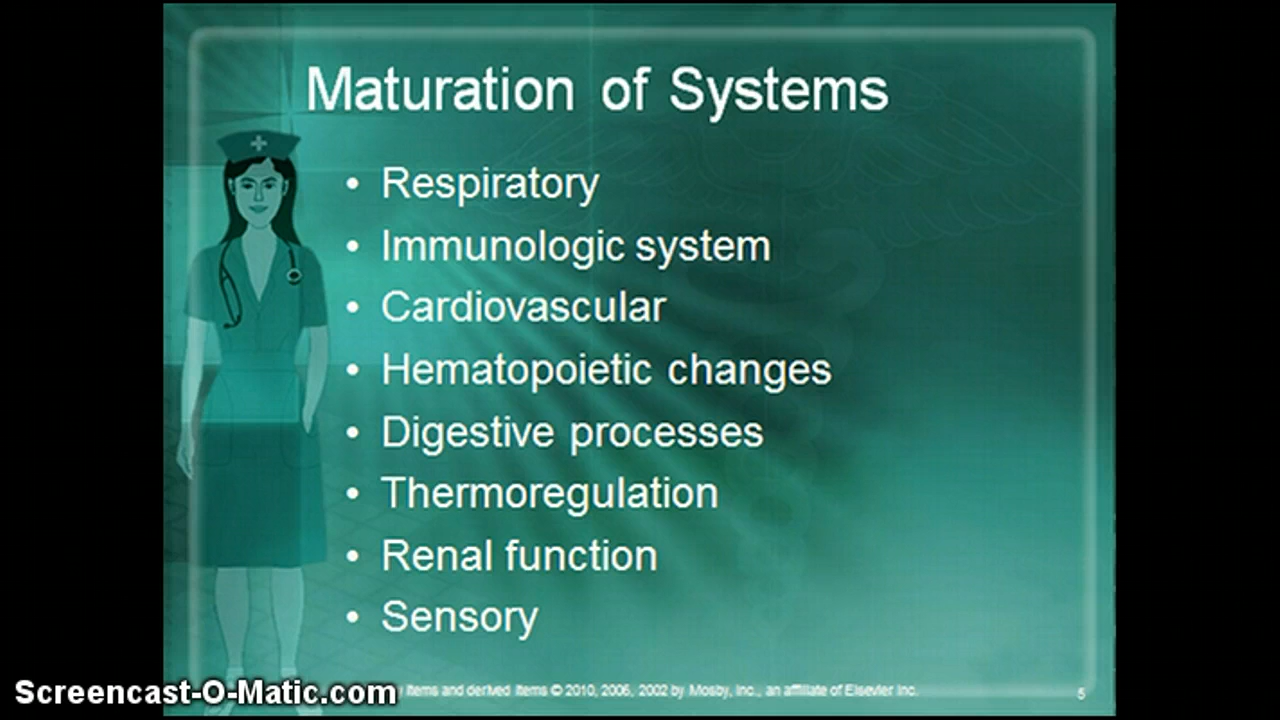 Maturation of Systems
• Respiratory
• Immunologic system
• Cardiovascular
• Hematopoietic changes
• Digestive processes
• Thermoregulation
• Renal function
• Sensory
items and derived items © 2010, 2006, 2002 by Mosby, Inc., an affiliate of Elsevier Inc.
5
Screencast-O-Matic.com